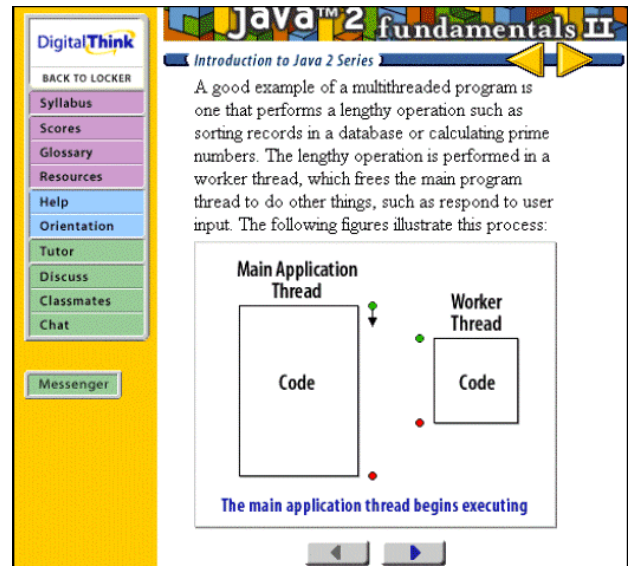 Java™ 2 fundamentals II
DigitalThink
Introduction to Java 2 Series
BACK TO LOCKER
Syllabus
Scores
Glossary
Resources
Help
Orientation
Tutor
Discuss
Classmates
Chat
Messenger
A good example of a multithreaded program is
one that performs a lengthy operation such as
sorting records in a database or calculating prime
numbers. The lengthy operation is performed in a
worker thread, which frees the main program
thread to do other things, such as respond to user
input. The following figures illustrate this process:
Main Application
Thread
Worker
Thread
Code
Code
The main application thread begins executing